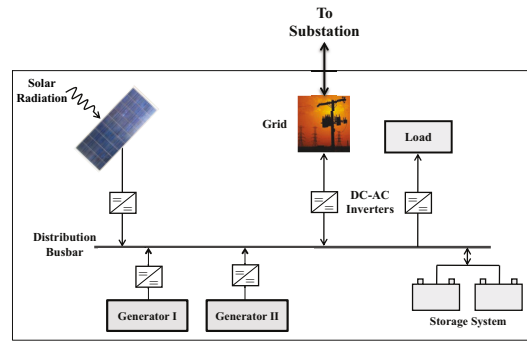 To
Substation
Solar
Radiation
Grid
Load
DC-AC
Inverters
Distribution
Busbar
Generator I
Generator II
Storage System